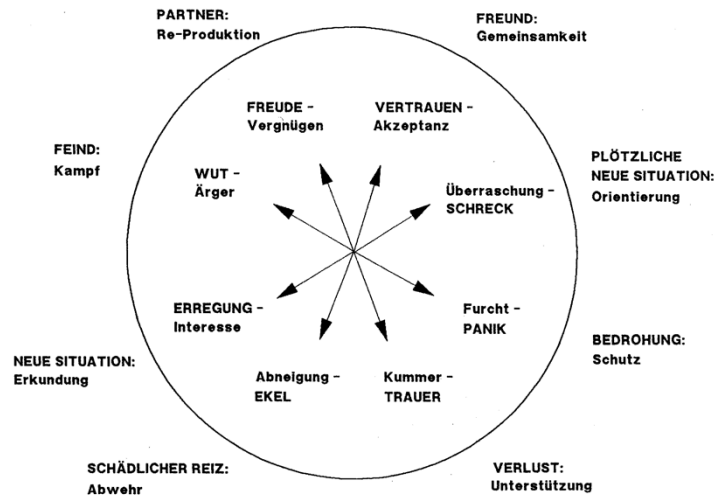 PARTNER:
Re-Produktion
FREUND:
Gemeinsamkeit
FREUDE -
Vergnügen
VERTRAUEN -
Akzeptanz
FEIND:
Kampf
WUT -
Ärger
Überraschung -
SCHRECK
PLÖTZLICHE
NEUE SITUATION:
Orientierung
ERREGUNG -
Interesse
Furcht -
PANIK
NEUE SITUATION:
Erkundung
Abneigung -
EKEL
Kummer -
TRAUER
BEDROHUNG:
Schutz
SCHÄDLICHER REIZ:
Abwehr
VERLUST:
Unterstützung